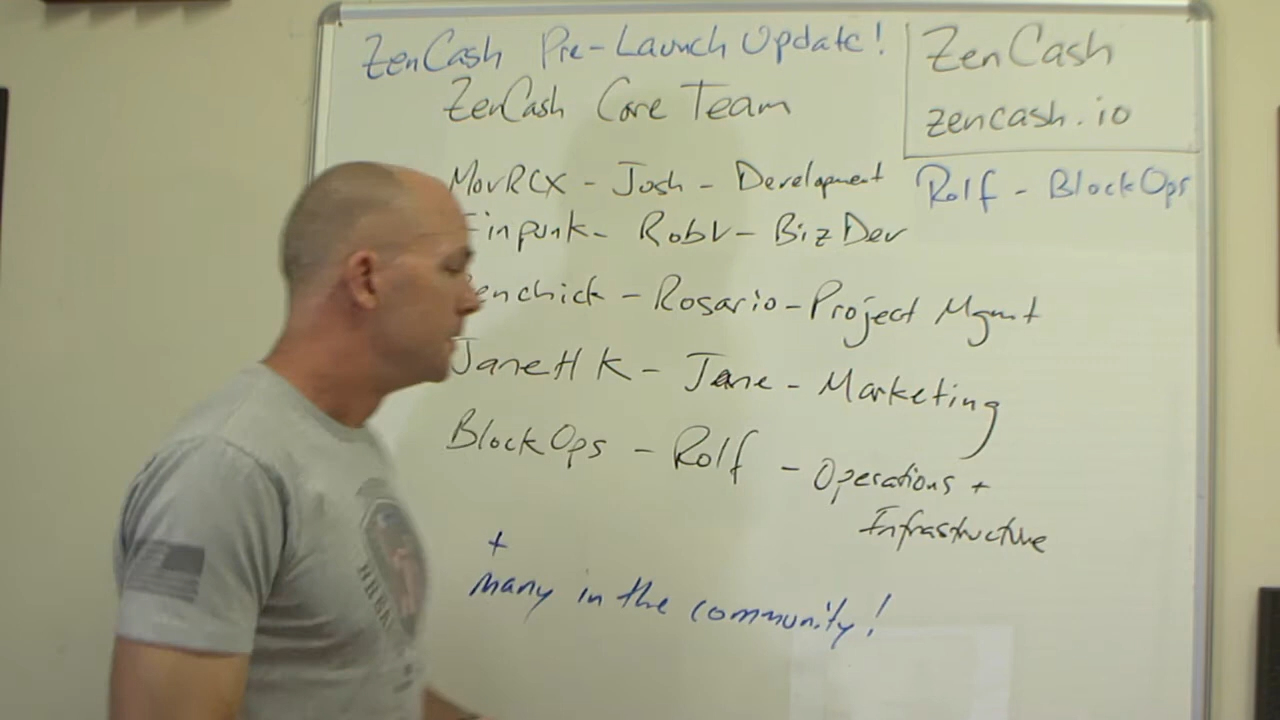 ZenCash Pre-Launch Update!
ZenCash Core Team
ZenCash
zencash.io
Rolf - BlockOps
MovRCX - Josh - Development
Finpunk - RobV - BizDev
enchick - Rosario - Project Mgmt
JaneHK - Jane - Marketing
BlockOps - Rolf - Operations +
Infrastructure
+
many in the community!